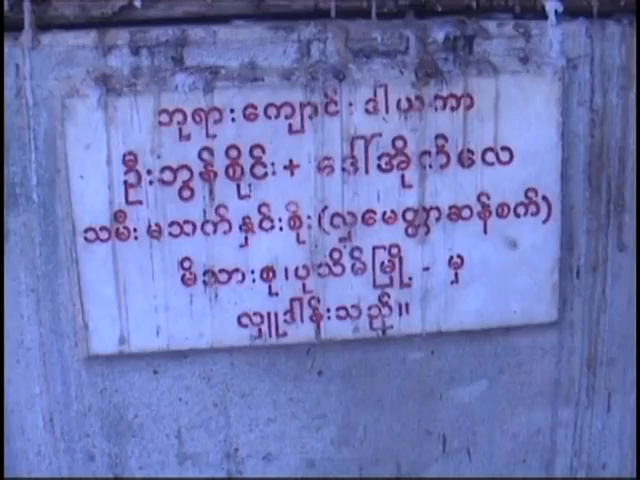 ဘုရားကျောင်းဒါယကာ
ဦးဘွန်စိုင်း+ ဒေါ်အိုက်လေ
သမီး မသက်နှင်းစိုး(လှမေတ္တာဆန်စက်)
မိသားစု၊ပုသိမ်မြို့ - မှ
လှူဒါန်းသည်။